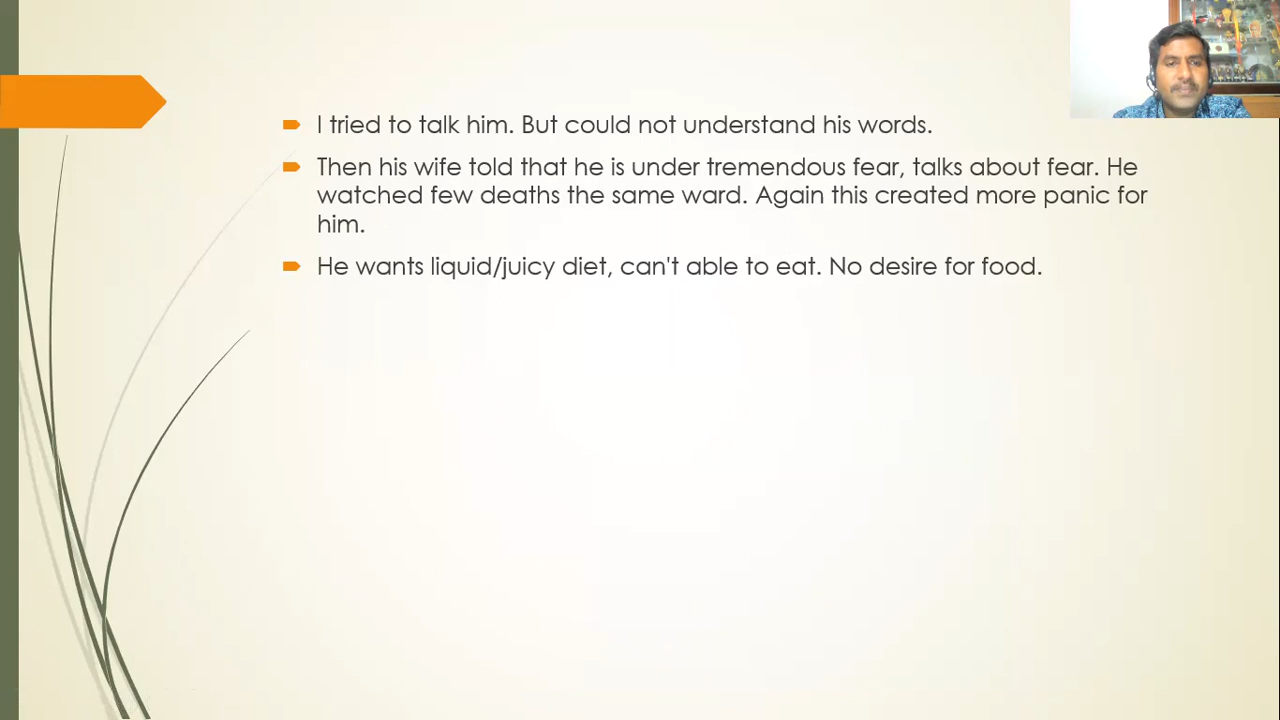 I tried to talk him. But could not understand his words.
Then his wife told that he is under tremendous fear, talks about fear. He
watched few deaths the same ward. Again this created more panic for
him.
He wants liquid/juicy diet, can't able to eat. No desire for food.